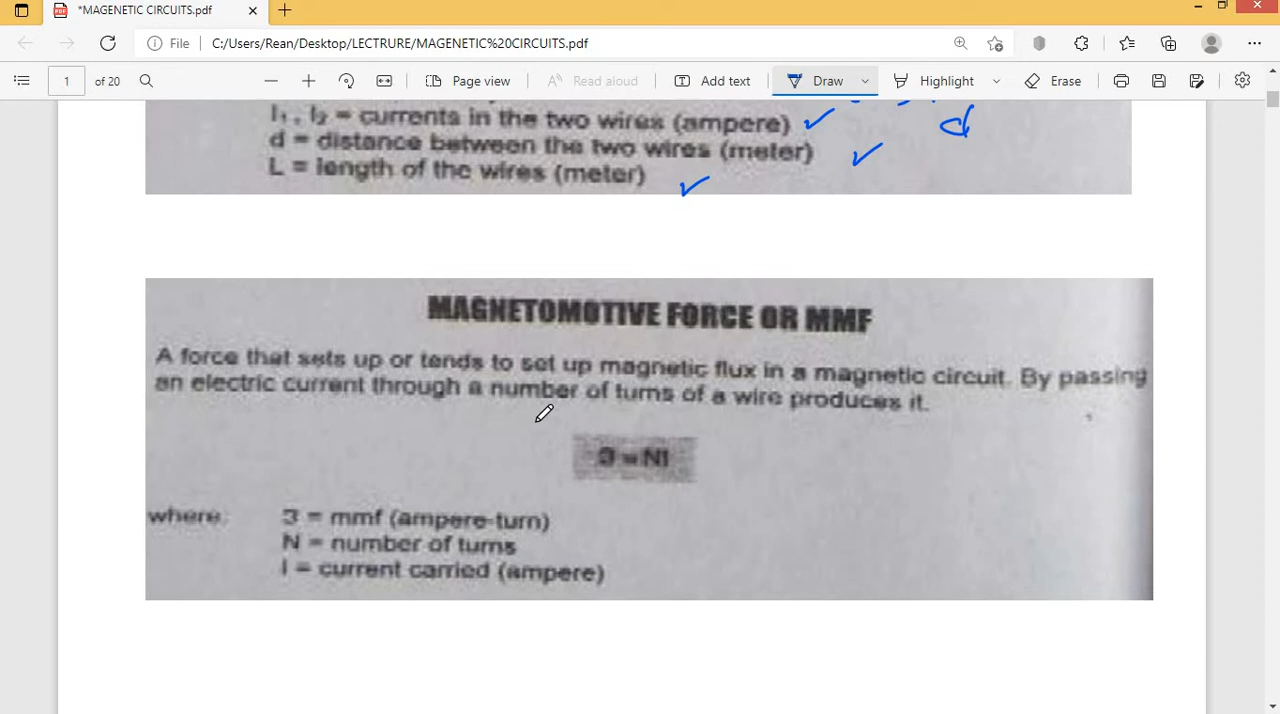 *MAGENETIC CIRCUITS.pdf
File C:/Users/Rean/Desktop/LECTRURE/MAGENETIC%20CIRCUITS.pdf
1 of 20 Page view Read aloud Add text Draw Highlight Erase
I₁ , I₂ = currents in the two wires (ampere)
d
d = distance between the two wires (meter)
L = length of the wires (meter)
MAGNETOMOTIVE FORCE OR MMF
A force that sets up or tends to set up magnetic flux in a magnetic circuit. By passing
an electric current through a number of turns of a wire produces it.
ℑ = NI
where: ℑ = mmf (ampere-turn)
N = number of turns
I = current carried (ampere)